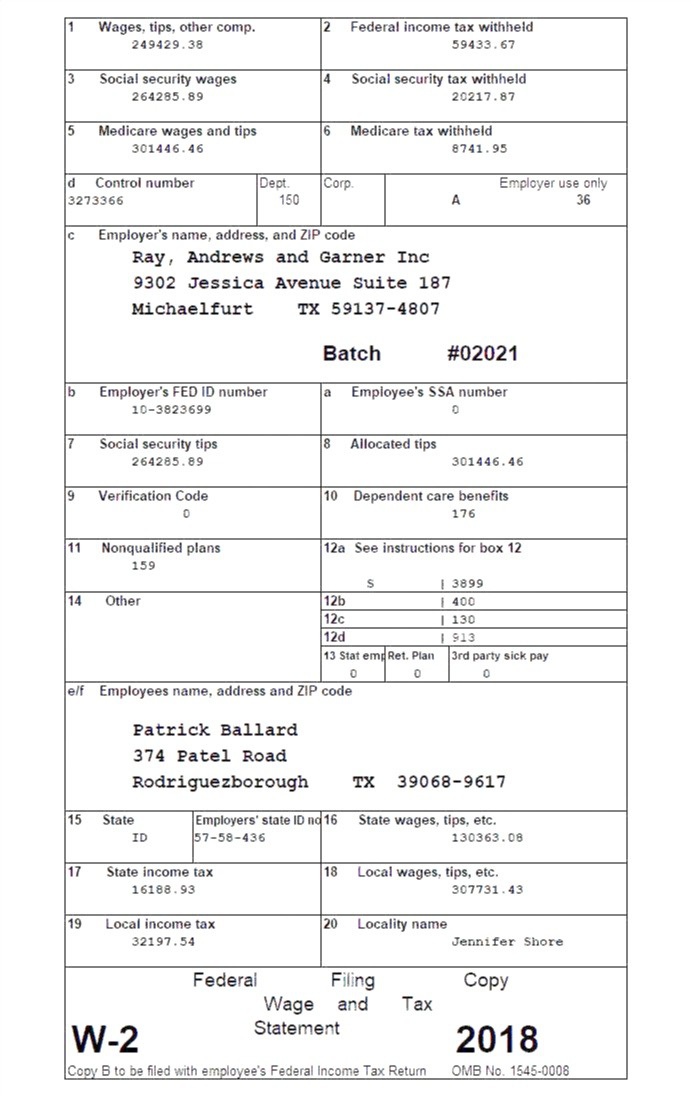 1 Wages, tips, other comp. 2 Federal income tax withheld
249429.38 59433.67
3 Social security wages 4 Social security tax withheld
264285.89 20217.87
5 Medicare wages and tips 6 Medicare tax withheld
301446.46 8741.95
d Control number Dept. Corp. Employer use only
3273366 150 A 36
c Employer's name, address, and ZIP code
Ray, Andrews and Garner Inc
9302 Jessica Avenue Suite 187
Michaelfurt TX 59137-4807
Batch #02021
b Employer's FED ID number a Employee's SSA number
10-3823699 0
7 Social security tips 8 Allocated tips
264285.89 301446.46
9 Verification Code 10 Dependent care benefits
0 176
11 Nonqualified plans 12a See instructions for box 12
159
S | 3899
14 Other 12b | 400
12c | 130
12d | 913
13 Stat emp Ret. Plan 3rd party sick pay
0 0 0
e/f Employees name, address and ZIP code
Patrick Ballard
374 Patel Road
Rodriguezborough TX 39068-9617
15 State Employers' state ID no 16 State wages, tips, etc.
ID 57-58-436 130363.08
17 State income tax 18 Local wages, tips, etc.
16188.93 307731.43
19 Local income tax 20 Locality name
32197.54 Jennifer Shore
Federal Filing Copy
Wage and Tax
Statement
W-2 2018
Copy B to be filed with employee's Federal Income Tax Return OMB No. 1545-0008